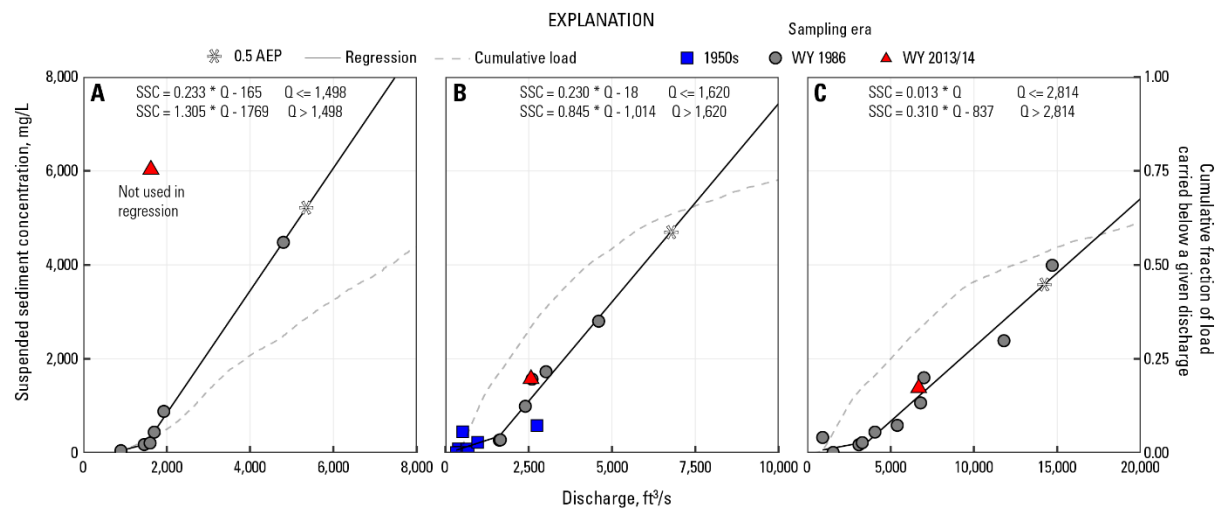 EXPLANATION
Sampling era
0.5 AEP
Regression
Cumulative load
1950s
WY 1986
WY 2013/14
Suspended sediment concentration, mg/L
8,000
6,000
4,000
2,000
0
A
SSC = 0.233 * Q - 165 Q <= 1,498
SSC = 1.305 * Q - 1769 Q > 1,498
Not used in
regression
0 2,000 4,000 6,000 8,000
B
SSC = 0.230 * Q - 18 Q <= 1,620
SSC = 0.845 * Q - 1,014 Q > 1,620
0 2,500 5,000 7,500 10,000
C
SSC = 0.013 * Q Q <= 2,814
SSC = 0.310 * Q - 837 Q > 2,814
0 5,000 10,000 15,000 20,000
1.00
0.75
0.50
0.25
0.00
Cumulative fraction of load
carried below a given discharge
Discharge, ft³/s